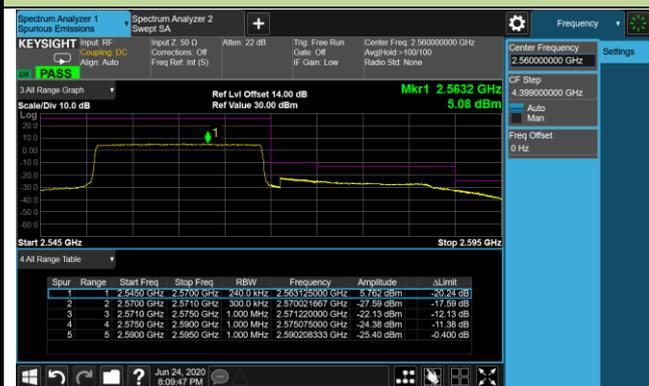 Spectrum Analyzer 1
Spurious Emissions
Spectrum Analyzer 2
Swept SA
+
Frequency
KEYSIGHT
Input: RF
Coupling: DC
Align: Auto
Input Z: 50 Ω
Corrections: Off
Freq Ref: Int (S)
Atten: 22 dB
Trig: Free Run
Gate: Off
IF Gain: Low
Center Freq: 2.560000000 GHz
Avg|Hold:>100/100
Radio Std: None
PASS
Center Frequency
2.560000000 GHz
Settings
CF Step
4.399000000 GHz
Auto
Man
Freq Offset
0 Hz
3 All Range Graph
Scale/Div 10.0 dB
Ref Lvl Offset 14.00 dB
Ref Value 30.00 dBm
Mkr1 2.5632 GHz
5.08 dBm
Log
20.0
10.0
0.00
-10.0
-20.0
-30.0
-40.0
-50.0
-60.0
1
Start 2.545 GHz
Stop 2.595 GHz
4 All Range Table
Spur Range Start Freq Stop Freq RBW Frequency Amplitude ΔLimit
1 1 2.5450 GHz 2.5700 GHz 240.0 kHz 2.563125000 GHz 5.762 dBm -20.24 dB
2 2 2.5700 GHz 2.5710 GHz 300.0 kHz 2.570021667 GHz -27.59 dBm -17.59 dB
3 3 2.5710 GHz 2.5750 GHz 1.000 MHz 2.571220000 GHz -22.13 dBm -12.13 dB
4 4 2.5750 GHz 2.5900 GHz 1.000 MHz 2.575075000 GHz -24.38 dBm -11.38 dB
5 5 2.5900 GHz 2.5950 GHz 1.000 MHz 2.590208333 GHz -25.40 dBm -0.400 dB
?
Jun 24, 2020
8:09:47 PM